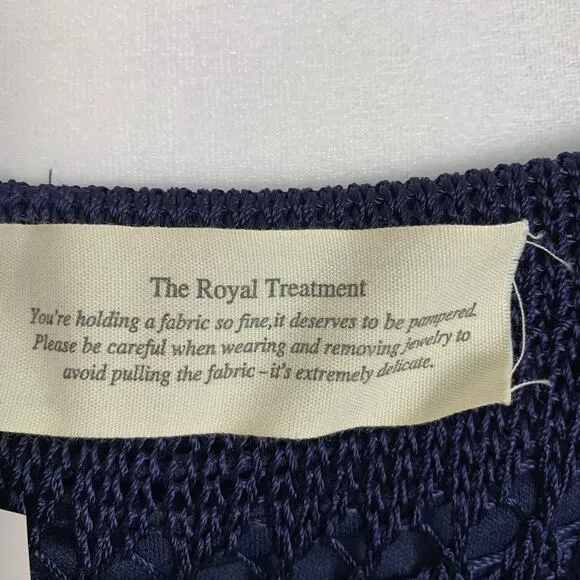 The Royal Treatment
You're holding a fabric so fine,it deserves to be pampered.
Please be careful when wearing and removing jewelry to
avoid pulling the fabric – it's extremely delicate.